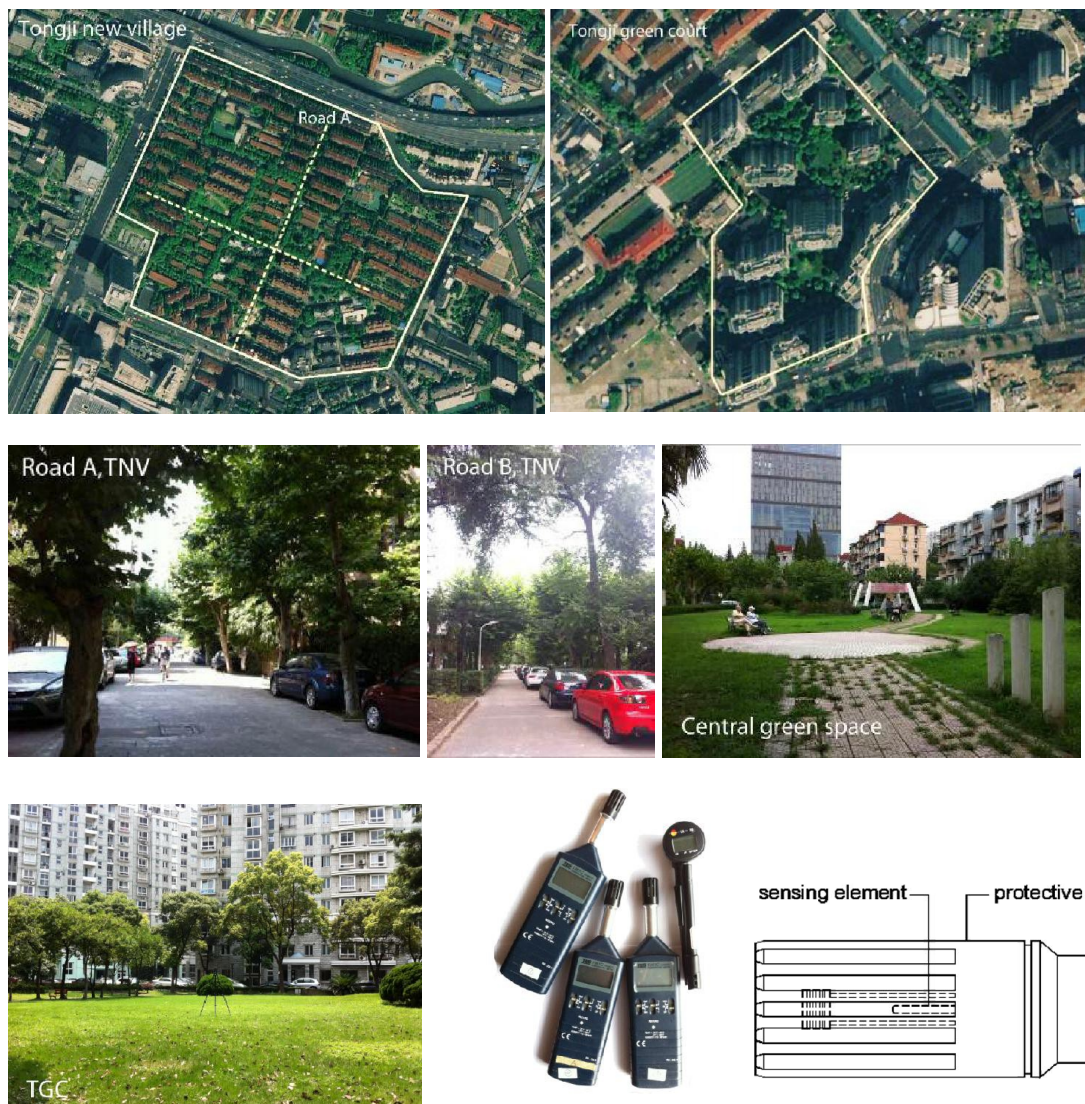 Tongji new village
Tongji green court
Road A
Road A,TNV
Road B,TNV
Central green space
TGC
sensing element
protective